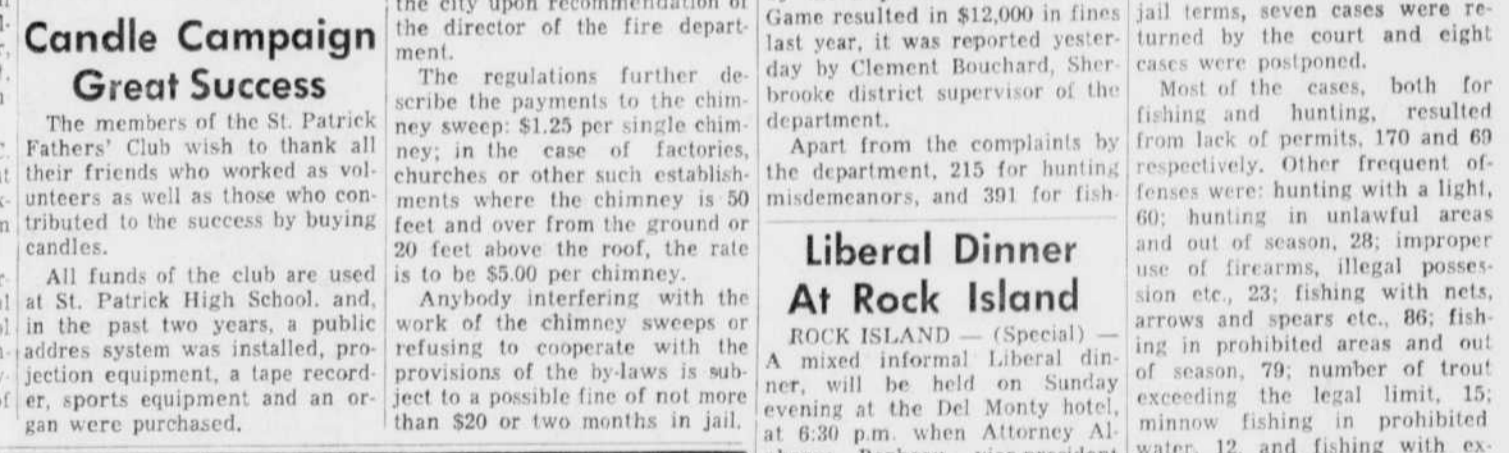 Candle Campaign
Great Success
The members of the St. Patrick
Fathers' Club wish to thank all
their friends who worked as vol-
unteers as well as those who con-
tributed to the success by buying
candles.
All funds of the club are used
at St. Patrick High School. and,
in the past two years, a public
addres system was installed, pro-
jection equipment, a tape record-
er, sports equipment and an or-
gan were purchased.
the city upon recommendation of
the director of the fire depart-
ment.
The regulations further de-
scribe the payments to the chim-
ney sweep: $1.25 per single chim-
ney; in the case of factories,
churches or other such establish-
ments where the chimney is 50
feet and over from the ground or
20 feet above the roof, the rate
is to be $5.00 per chimney.
Anybody interfering with the
work of the chimney sweeps or
refusing to cooperate with the
provisions of the by-laws is sub-
ject to a possible fine of not more
than $20 or two months in jail.
Game resulted in $12,000 in fines
last year, it was reported yester-
day by Clement Bouchard, Sher-
brooke district supervisor of the
department.
Apart from the complaints by
the department, 215 for hunting
misdemeanors, and 391 for fish-
Liberal Dinner
At Rock Island
ROCK ISLAND — (Special) —
A mixed informal Liberal din-
ner, will be held on Sunday
evening at the Del Monty hotel,
at 6:30 p.m. when Attorney Al-
jail terms, seven cases were re-
turned by the court and eight
cases were postponed.
Most of the cases, both for
fishing and hunting, resulted
from lack of permits, 170 and 69
respectively. Other frequent of-
fenses were: hunting with a light,
60; hunting in unlawful areas
and out of season, 28; improper
use of firearms, illegal posses-
sion etc., 23; fishing with nets,
arrows and spears etc., 86; fish-
ing in prohibited areas and out
of season, 79; number of trout
exceeding the legal limit, 15;
minnow fishing in prohibited
water, 12, and fishing with ex-